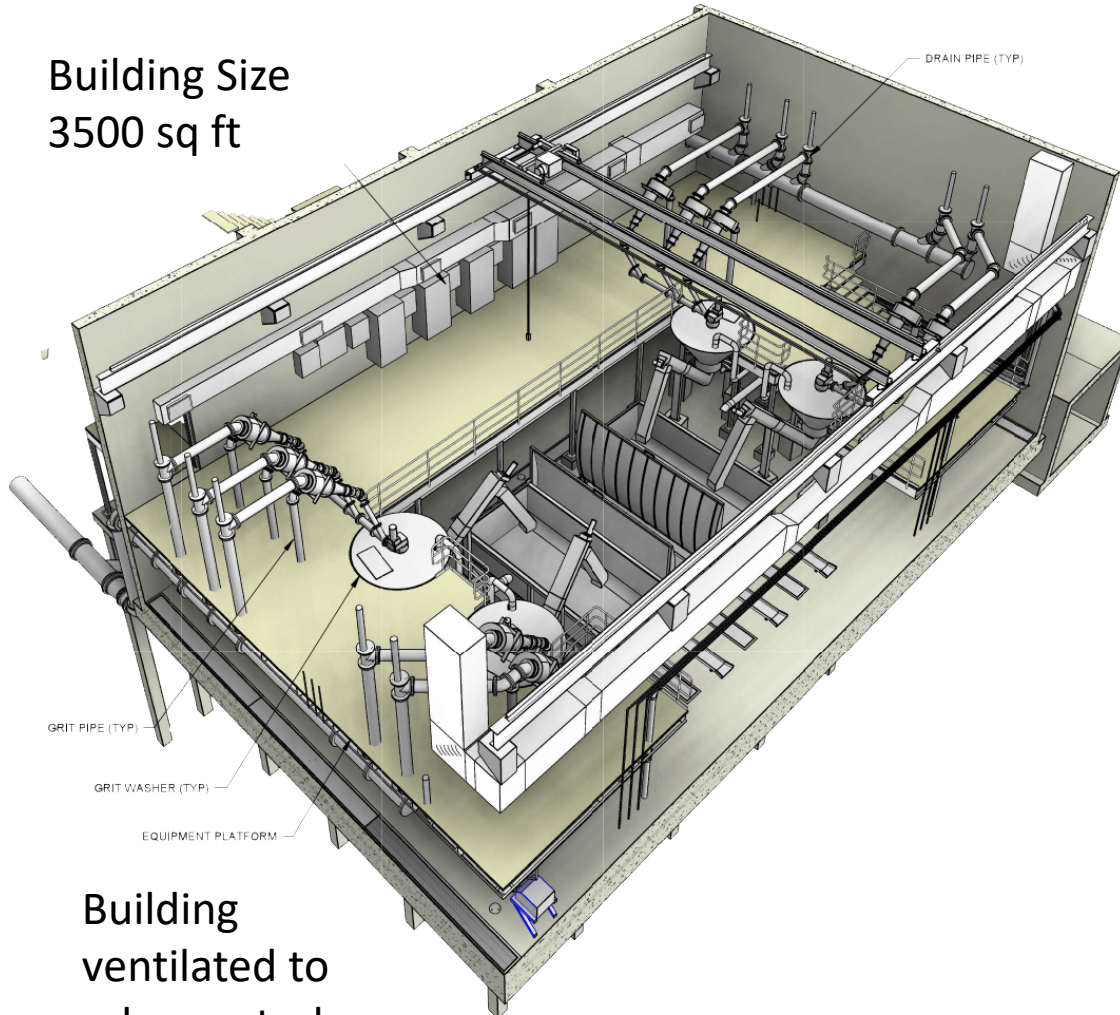 Building Size
3500 sq ft
DRAIN PIPE (TYP)
GRIT PIPE (TYP)
GRIT WASHER (TYP)
EQUIPMENT PLATFORM
Building
ventilated to